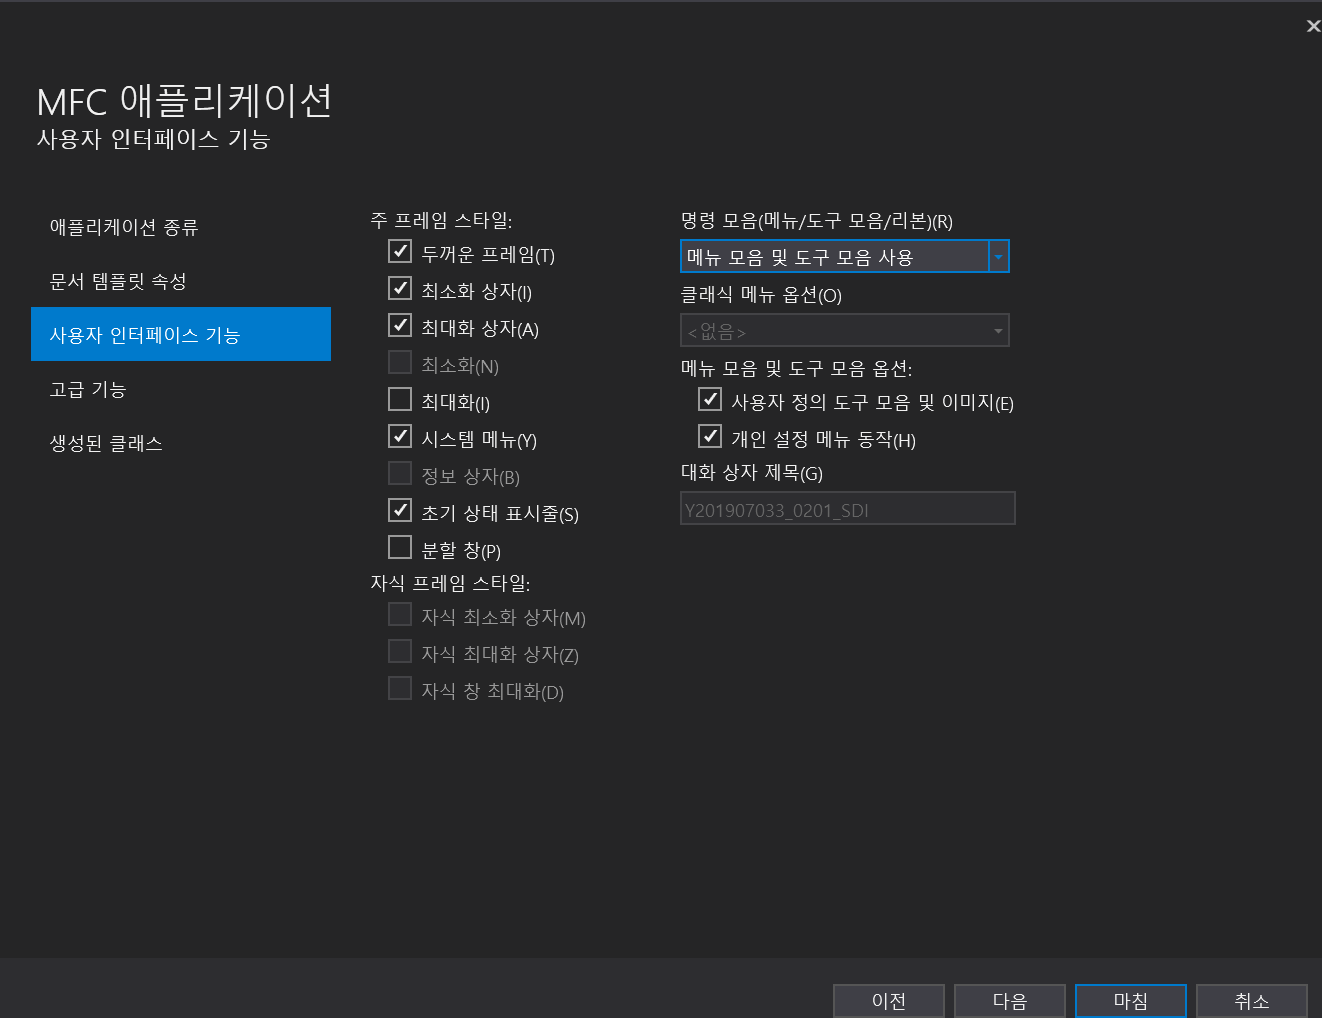 MFC 애플리케이션
사용자 인터페이스 기능
애플리케이션 종류
문서 템플릿 속성
사용자 인터페이스 기능
고급 기능
생성된 클래스
주 프레임 스타일:
두꺼운 프레임(T)
최소화 상자(I)
최대화 상자(A)
최소화(N)
최대화(I)
시스템 메뉴(Y)
정보 상자(B)
초기 상태 표시줄(S)
분할 창(P)
자식 프레임 스타일:
자식 최소화 상자(M)
자식 최대화 상자(Z)
자식 창 최대화(D)
명령 모음(메뉴/도구 모음/리본)(R)
메뉴 모음 및 도구 모음 사용
클래식 메뉴 옵션(O)
<없음>
메뉴 모음 및 도구 모음 옵션:
사용자 정의 도구 모음 및 이미지(E)
개인 설정 메뉴 동작(H)
대화 상자 제목(G)
Y201907033_0201_SDI
이전
다음
마침
취소